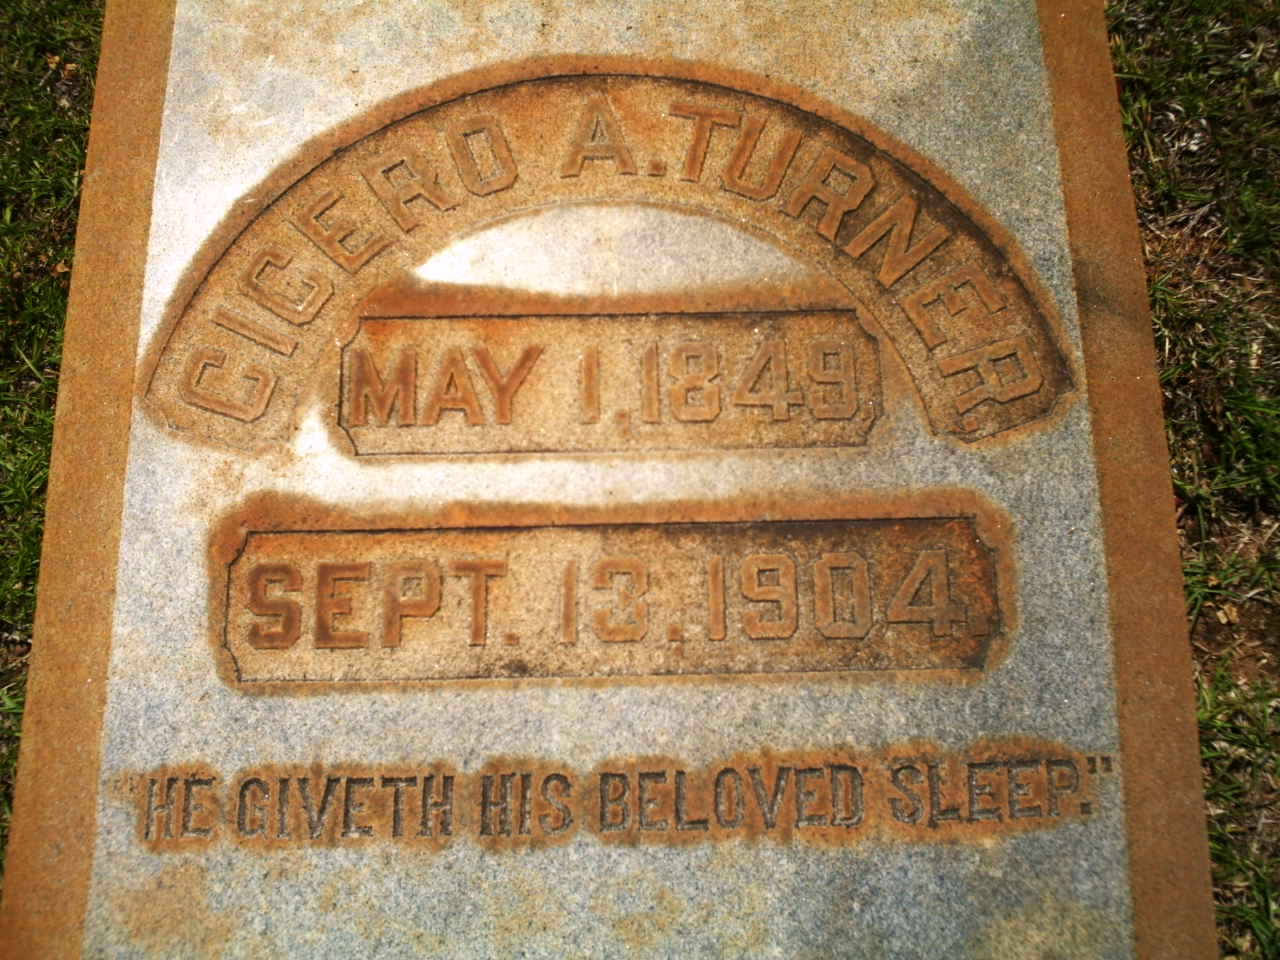 CICERO A. TURNER.
MAY 1, 1849
SEPT. 13, 1904
"HE GIVETH HIS BELOVED SLEEP."